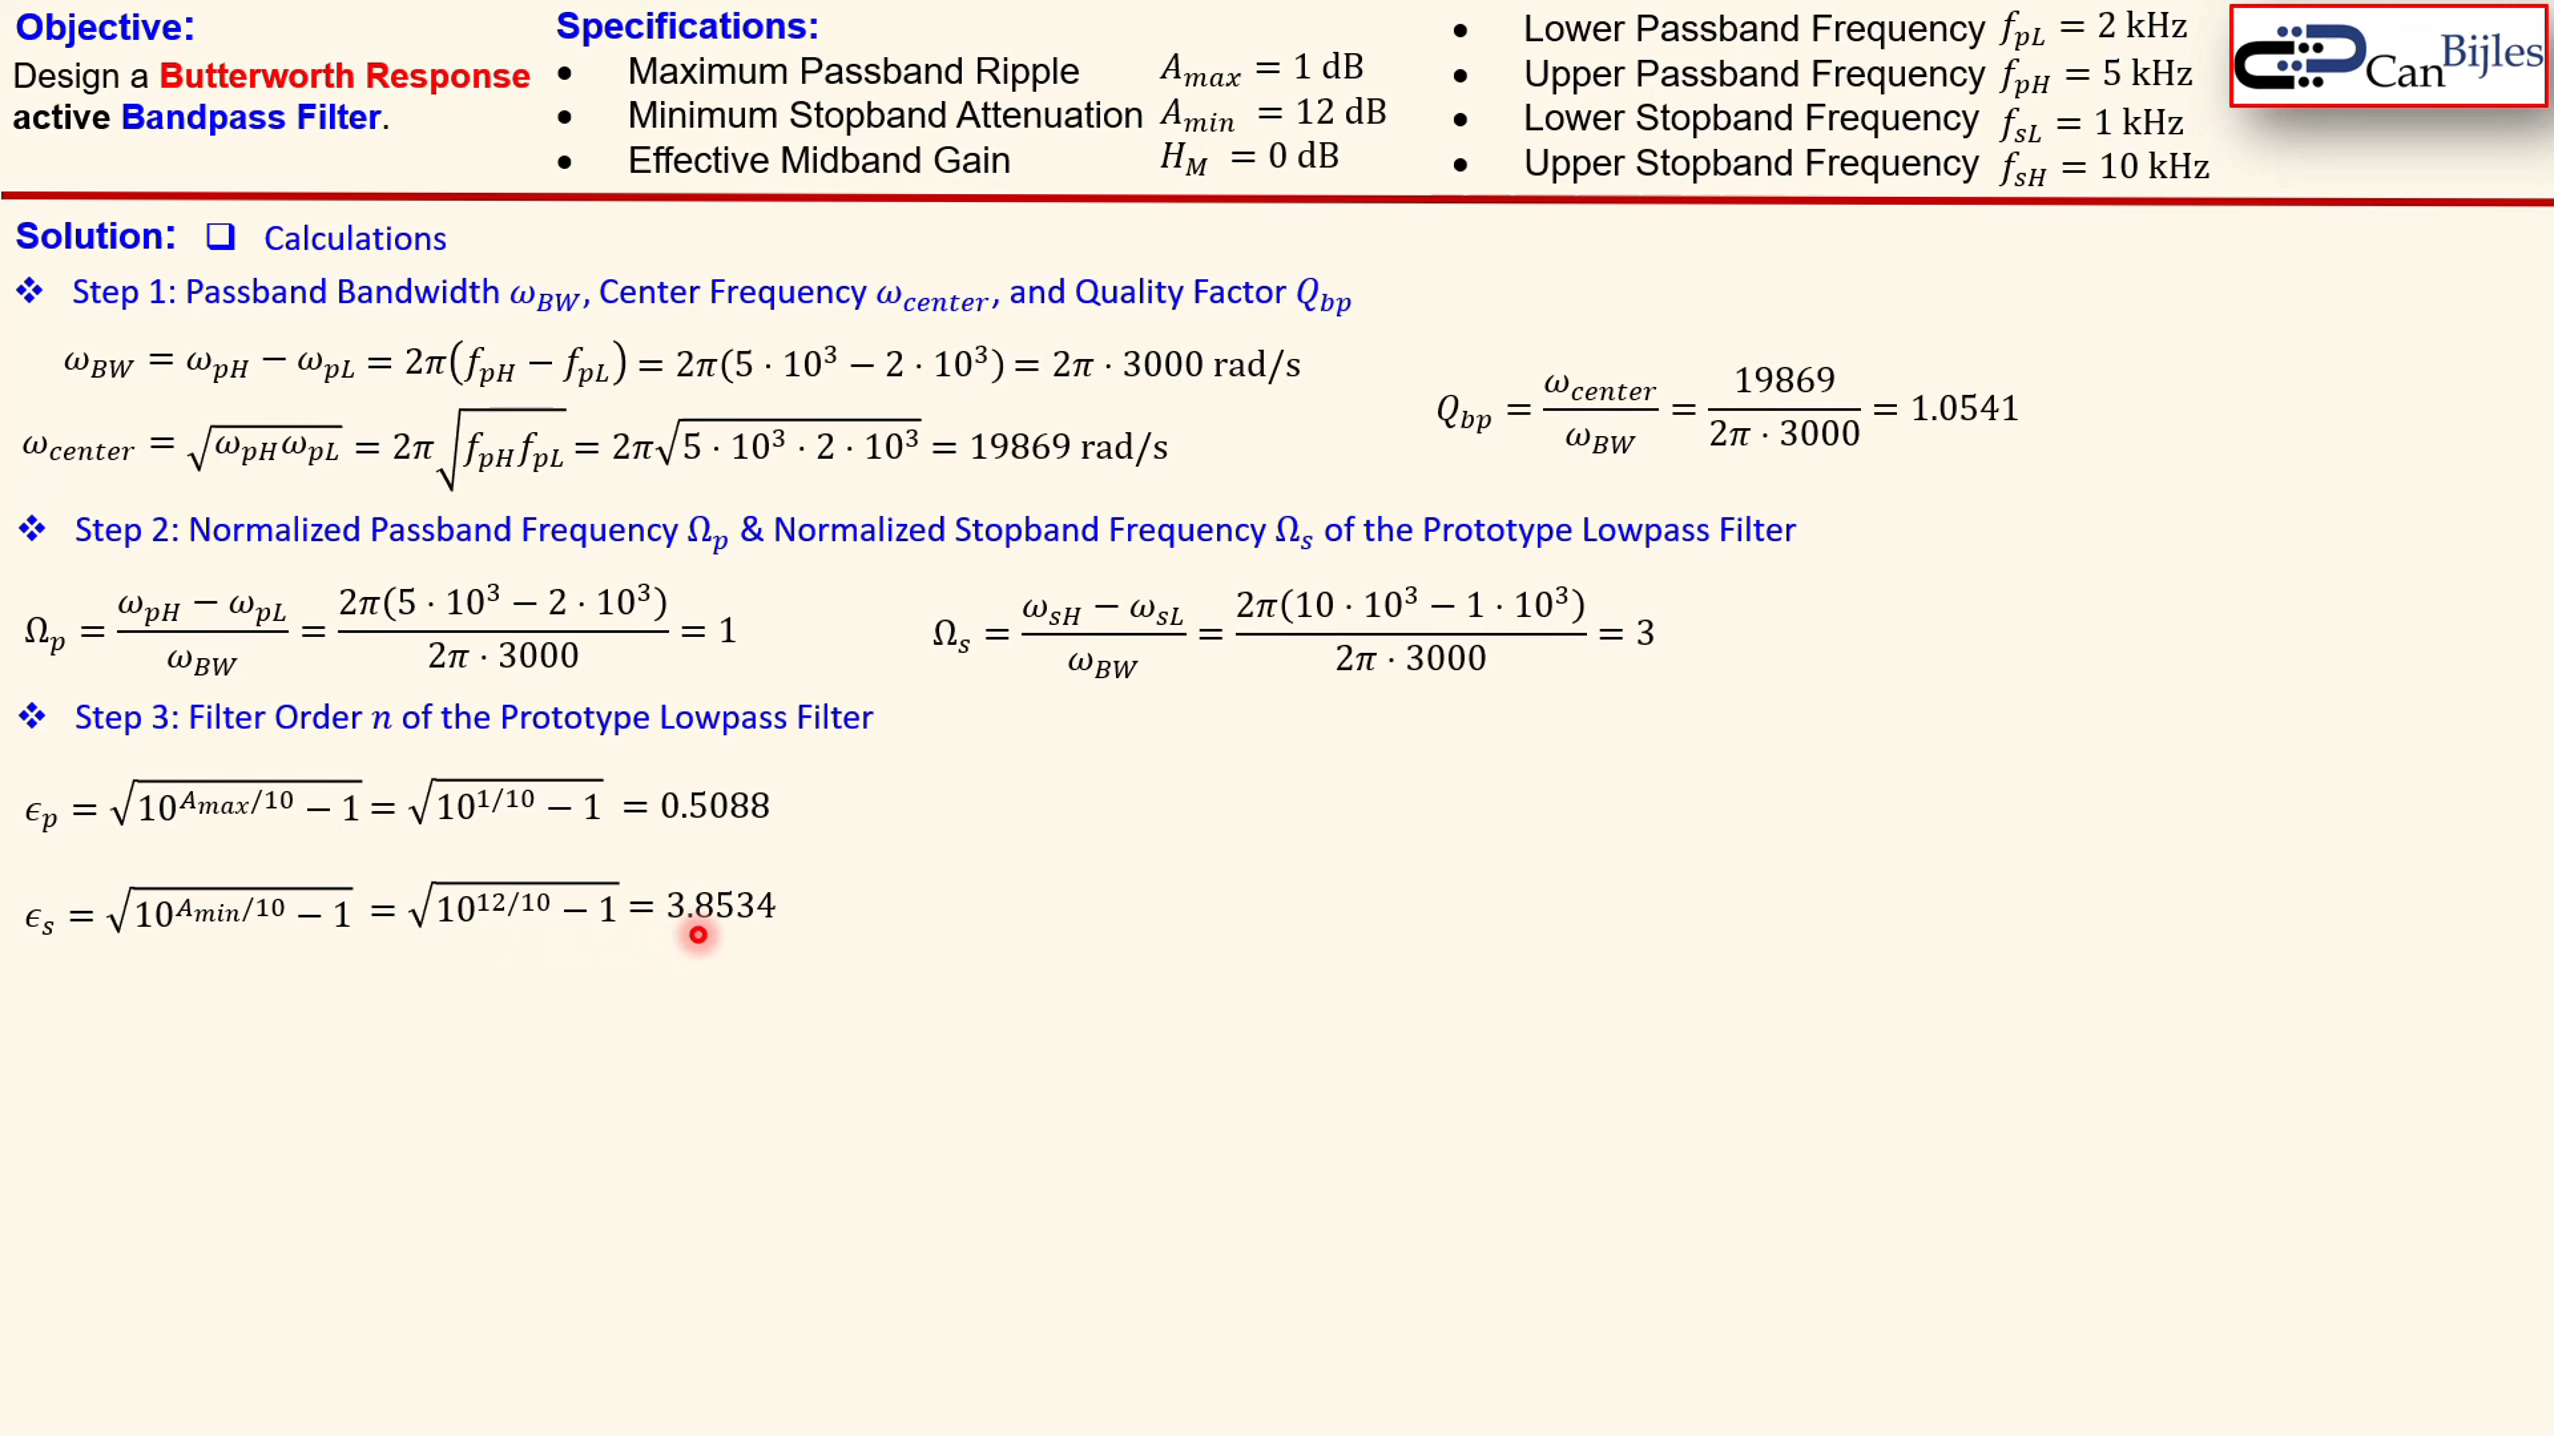 Objective:
Design a Butterworth Response
active Bandpass Filter.
Specifications:
• Maximum Passband Ripple A_max = 1 dB
• Minimum Stopband Attenuation A_min = 12 dB
• Effective Midband Gain H_M = 0 dB
• Lower Passband Frequency f_pL = 2 kHz
• Upper Passband Frequency f_pH = 5 kHz
• Lower Stopband Frequency f_sL = 1 kHz
• Upper Stopband Frequency f_sH = 10 kHz
CanBijles
Solution: ❑ Calculations
❖ Step 1: Passband Bandwidth ω_BW, Center Frequency ω_center, and Quality Factor Q_bp
ω_BW = ω_pH − ω_pL = 2π(f_pH − f_pL) = 2π(5 · 10³ − 2 · 10³) = 2π · 3000 rad/s
ω_center = √(ω_pH ω_pL) = 2π√(f_pH f_pL) = 2π√(5 · 10³ · 2 · 10³) = 19869 rad/s
Q_bp = ω_center / ω_BW = 19869 / (2π · 3000) = 1.0541
❖ Step 2: Normalized Passband Frequency Ω_p & Normalized Stopband Frequency Ω_s of the Prototype Lowpass Filter
Ω_p = (ω_pH − ω_pL) / ω_BW = 2π(5 · 10³ − 2 · 10³) / (2π · 3000) = 1
Ω_s = (ω_sH − ω_sL) / ω_BW = 2π(10 · 10³ − 1 · 10³) / (2π · 3000) = 3
❖ Step 3: Filter Order n of the Prototype Lowpass Filter
ϵ_p = √(10^(A_max/10) − 1) = √(10^(1/10) − 1) = 0.5088
ϵ_s = √(10^(A_min/10) − 1) = √(10^(12/10) − 1) = 3.8534